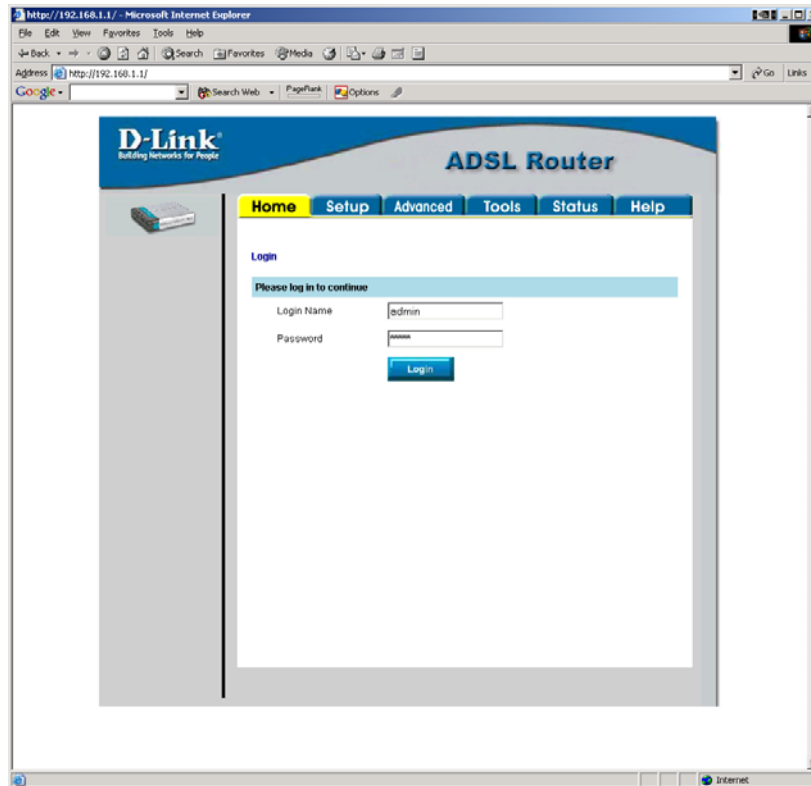 http://192.168.1.1/ - Microsoft Internet Explorer
File Edit View Favorites Tools Help
Back Search Favorites Media
Address http://192.168.1.1/ Go Links
Google Search Web PageRank Options
D-Link
Building Networks for People
ADSL Router
Home Setup Advanced Tools Status Help
Login
Please log in to continue
Login Name admin
Password *****
Login
Internet